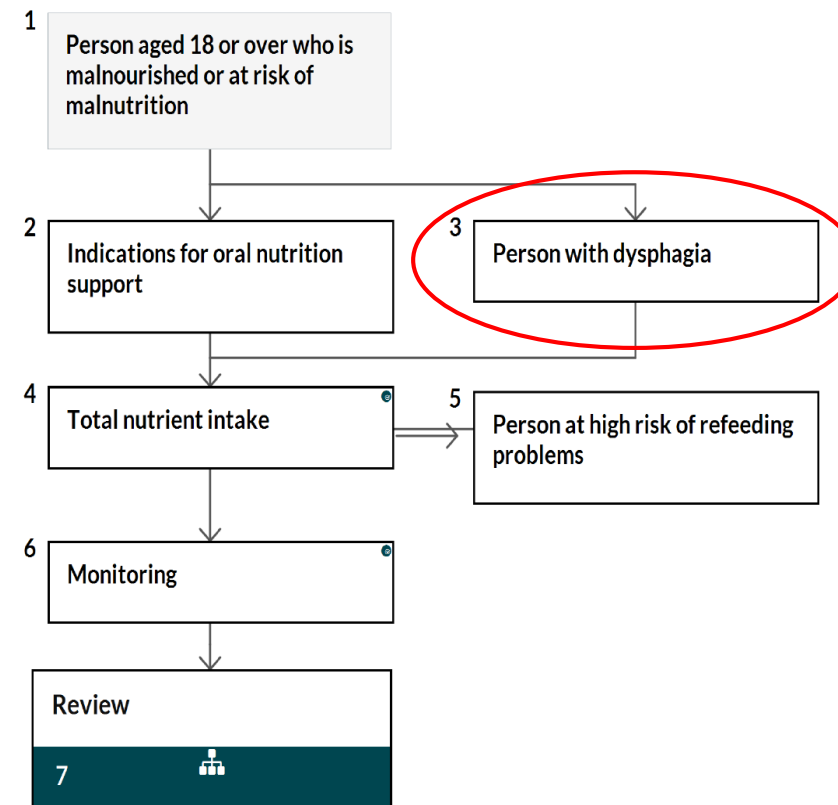 1
Person aged 18 or over who is
malnourished or at risk of
malnutrition
2
Indications for oral nutrition
support
3
Person with dysphagia
4
Total nutrient intake
5
Person at high risk of refeeding
problems
6
Monitoring
Review
7